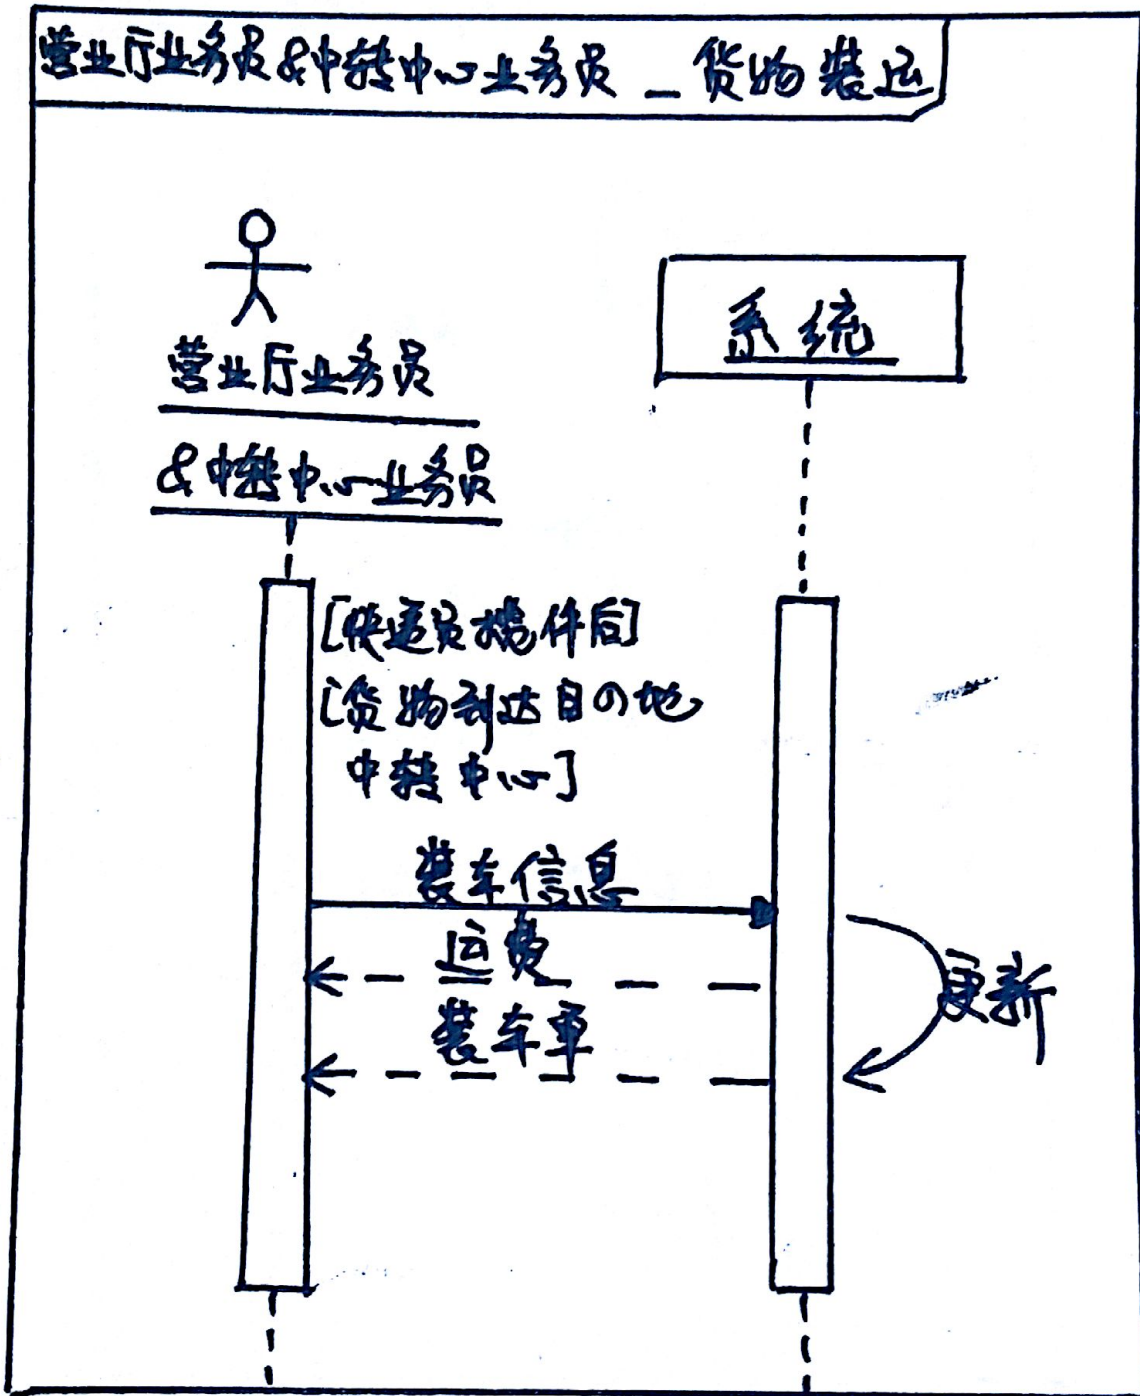 营业厅业务员&中转中心业务员_货物装运
营业厅业务员
&中转中心业务员
系统
[快递员揽件后]
[货物到达目的地
中转中心]
装车信息
运费
装车单
更新